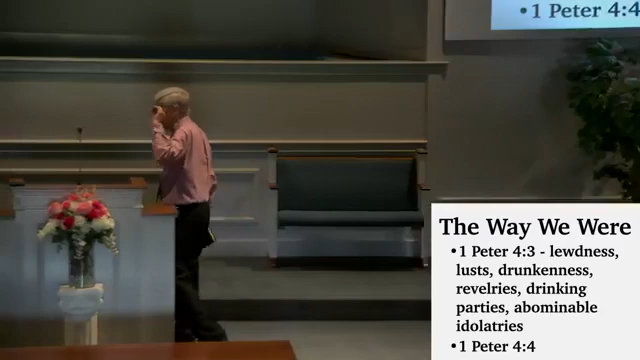 •1 Peter 4:4
The Way We Were
•1 Peter 4:3 - lewdness,
lusts, drunkenness,
revelries, drinking
parties, abominable
idolatries
•1 Peter 4:4